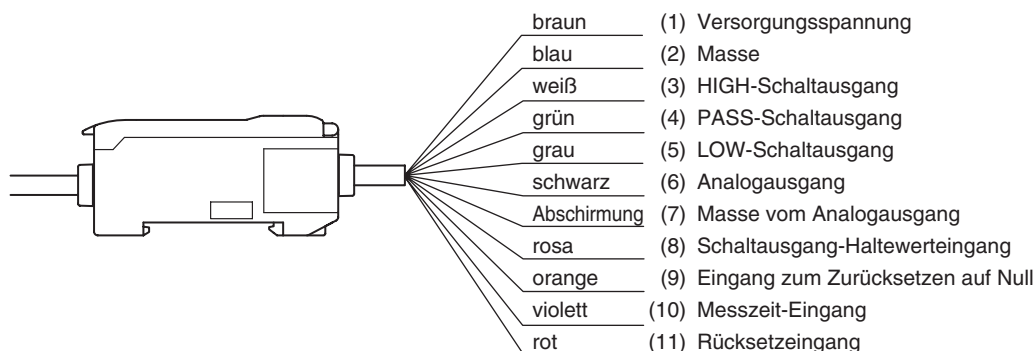 braun (1) Versorgungsspannung
blau (2) Masse
weiß (3) HIGH-Schaltausgang
grün (4) PASS-Schaltausgang
grau (5) LOW-Schaltausgang
schwarz (6) Analogausgang
Abschirmung (7) Masse vom Analogausgang
rosa (8) Schaltausgang-Haltewerteingang
orange (9) Eingang zum Zurücksetzen auf Null
violett (10) Messzeit-Eingang
rot (11) Rücksetzeingang